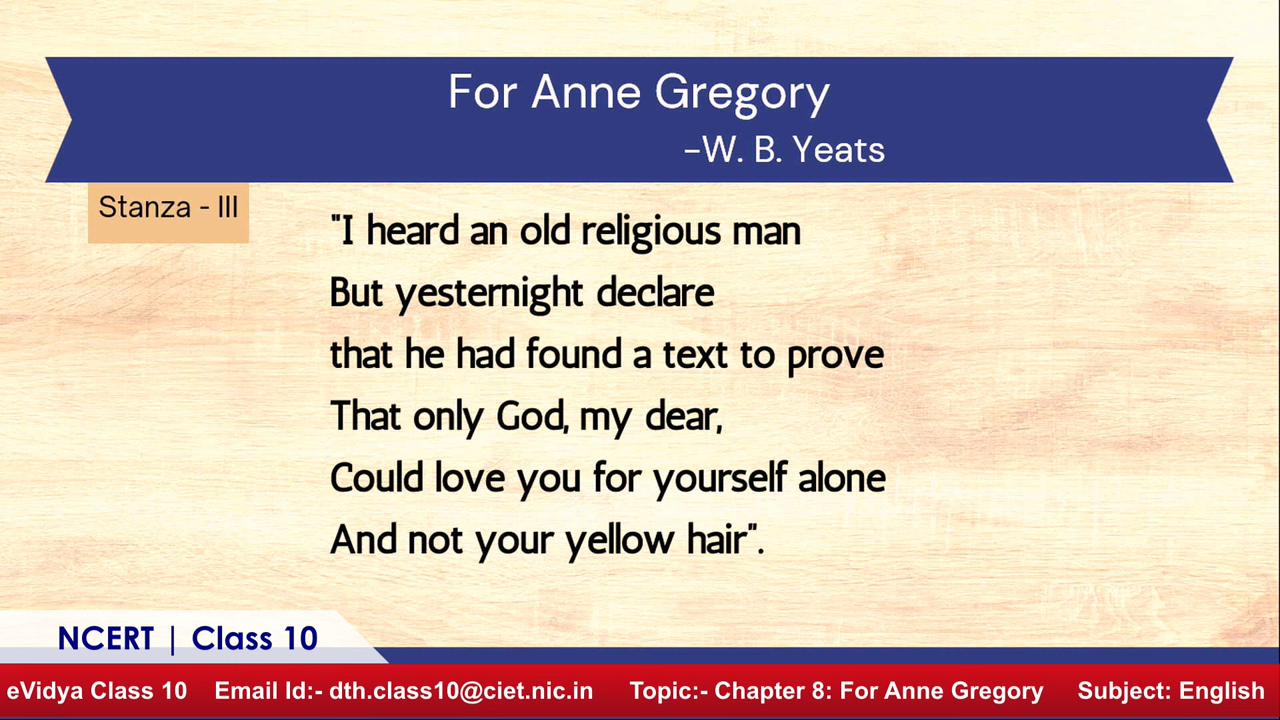 For Anne Gregory
-W. B. Yeats
Stanza - III
"I heard an old religious man
But yesternight declare
that he had found a text to prove
That only God, my dear,
Could love you for yourself alone
And not your yellow hair".
NCERT | Class 10
eVidya Class 10 Email Id:- dth.class10@ciet.nic.in Topic:- Chapter 8: For Anne Gregory Subject: English